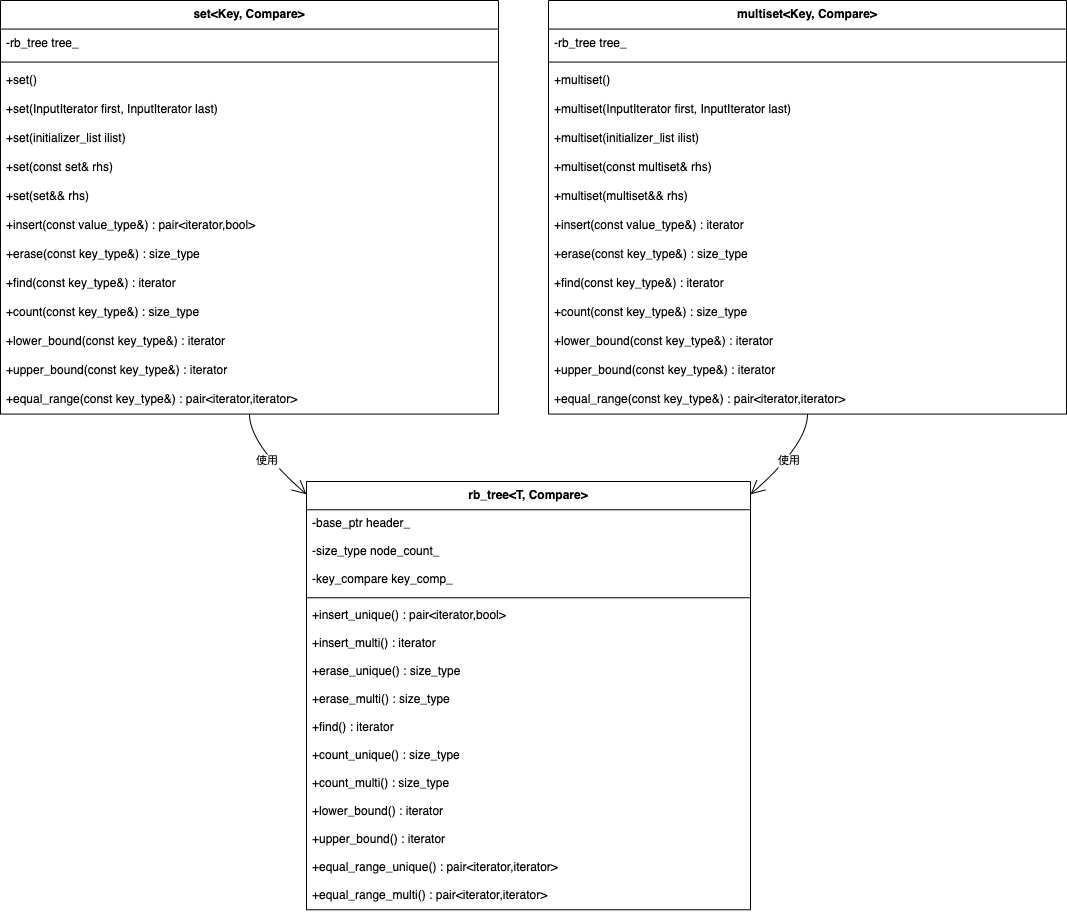 set<Key, Compare>
-rb_tree tree_
+set()
+set(InputIterator first, InputIterator last)
+set(initializer_list ilist)
+set(const set& rhs)
+set(set&& rhs)
+insert(const value_type&) : pair<iterator,bool>
+erase(const key_type&) : size_type
+find(const key_type&) : iterator
+count(const key_type&) : size_type
+lower_bound(const key_type&) : iterator
+upper_bound(const key_type&) : iterator
+equal_range(const key_type&) : pair<iterator,iterator>
multiset<Key, Compare>
-rb_tree tree_
+multiset()
+multiset(InputIterator first, InputIterator last)
+multiset(initializer_list ilist)
+multiset(const multiset& rhs)
+multiset(multiset&& rhs)
+insert(const value_type&) : iterator
+erase(const key_type&) : size_type
+find(const key_type&) : iterator
+count(const key_type&) : size_type
+lower_bound(const key_type&) : iterator
+upper_bound(const key_type&) : iterator
+equal_range(const key_type&) : pair<iterator,iterator>
使用
使用
rb_tree<T, Compare>
-base_ptr header_
-size_type node_count_
-key_compare key_comp_
+insert_unique() : pair<iterator,bool>
+insert_multi() : iterator
+erase_unique() : size_type
+erase_multi() : size_type
+find() : iterator
+count_unique() : size_type
+count_multi() : size_type
+lower_bound() : iterator
+upper_bound() : iterator
+equal_range_unique() : pair<iterator,iterator>
+equal_range_multi() : pair<iterator,iterator>